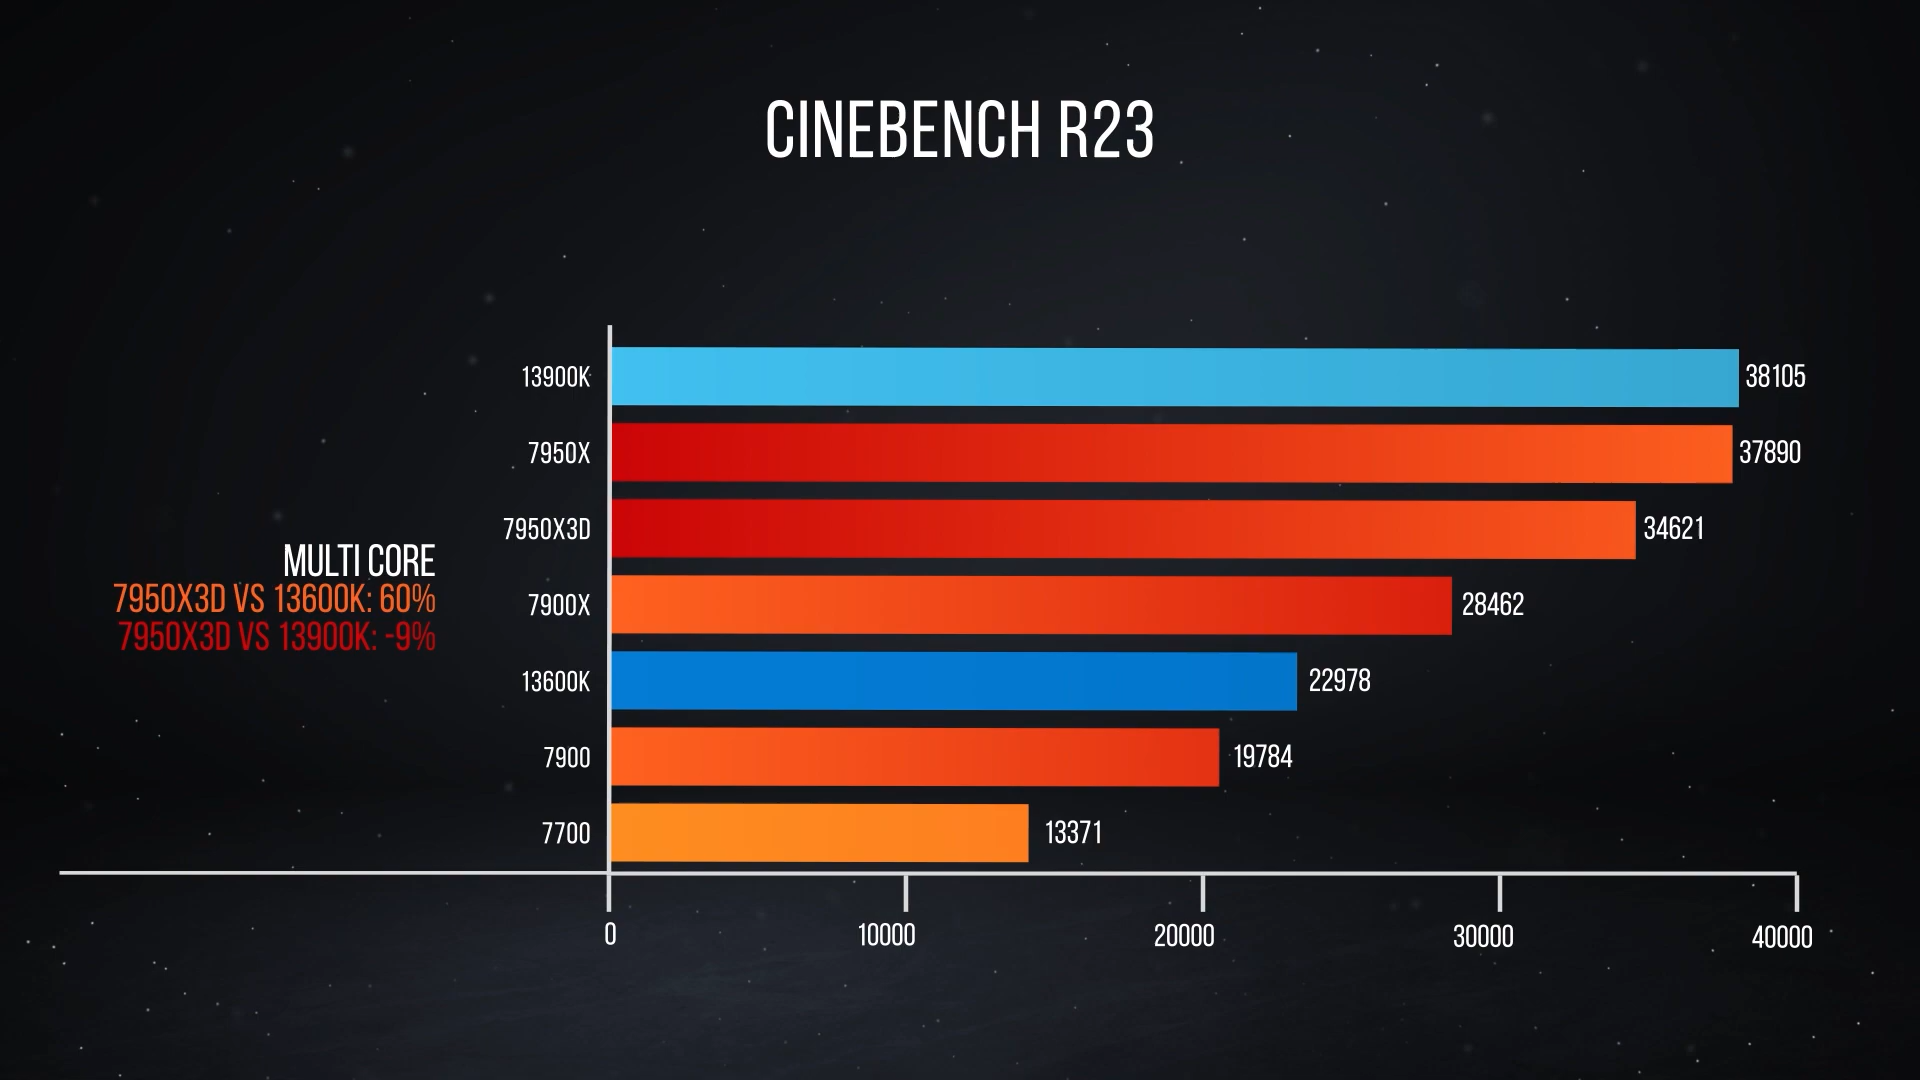 CINEBENCH R23
13900K 38105
7950X 37890
7950X3D 34621
MULTI CORE
7950X3D VS 13600K: 60%
7950X3D VS 13900K: -9%
7900X 28462
13600K 22978
7900 19784
7700 13371
0 10000 20000 30000 40000